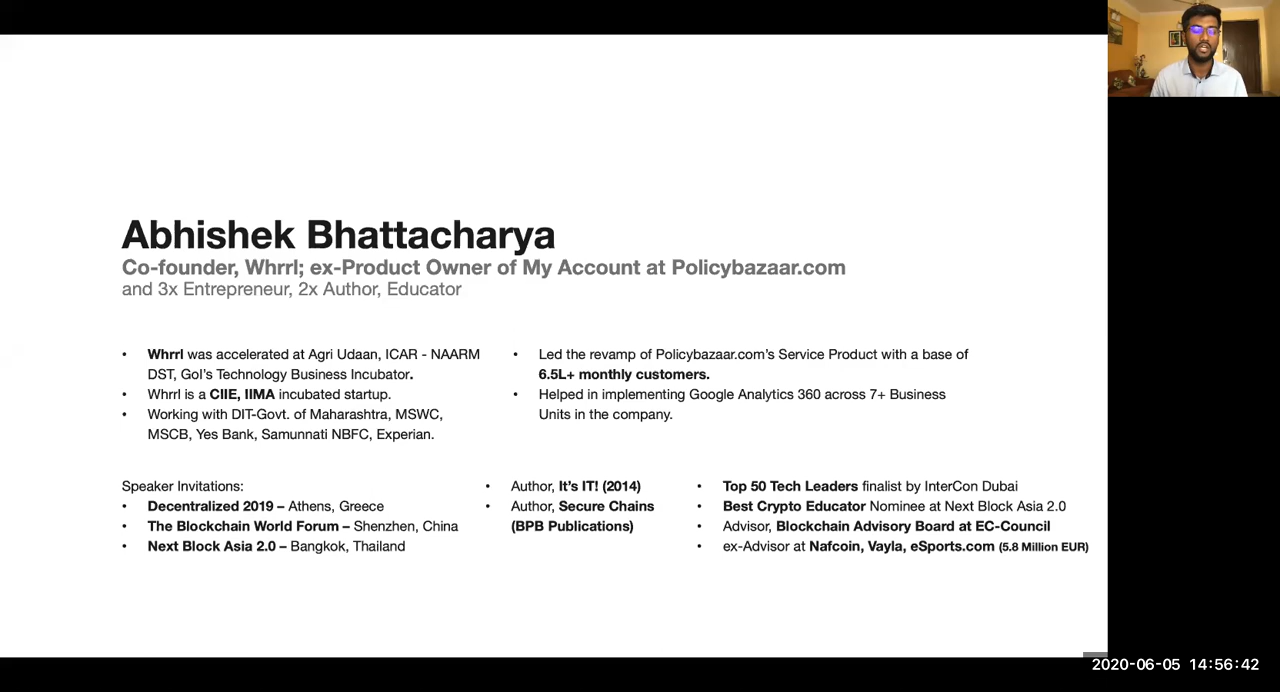 Abhishek Bhattacharya
Co-founder, Whrrl; ex-Product Owner of My Account at Policybazaar.com
and 3x Entrepreneur, 2x Author, Educator
• Whrrl was accelerated at Agri Udaan, ICAR - NAARM
DST, GoI's Technology Business Incubator.
• Whrrl is a CIIE, IIMA incubated startup.
• Working with DIT-Govt. of Maharashtra, MSWC,
MSCB, Yes Bank, Samunnati NBFC, Experian.
• Led the revamp of Policybazaar.com's Service Product with a base of
6.5L+ monthly customers.
• Helped in implementing Google Analytics 360 across 7+ Business
Units in the company.
Speaker Invitations:
• Decentralized 2019 – Athens, Greece
• The Blockchain World Forum – Shenzhen, China
• Next Block Asia 2.0 – Bangkok, Thailand
• Author, It's IT! (2014)
• Author, Secure Chains
(BPB Publications)
• Top 50 Tech Leaders finalist by InterCon Dubai
• Best Crypto Educator Nominee at Next Block Asia 2.0
• Advisor, Blockchain Advisory Board at EC-Council
• ex-Advisor at Nafcoin, Vayla, eSports.com (5.8 Million EUR)
2020-06-05 14:56:42